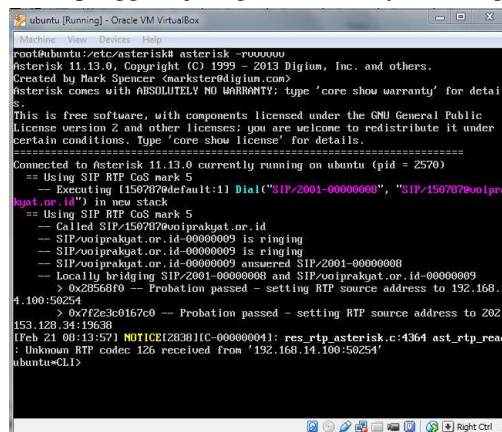 ubuntu [Running] - Oracle VM VirtualBox
Machine View Devices Help
root@ubuntu:/etc/asterisk# asterisk -rvvvvvv
Asterisk 11.13.0, Copyright (C) 1999 - 2013 Digium, Inc. and others.
Created by Mark Spencer <markster@digium.com>
Asterisk comes with ABSOLUTELY NO WARRANTY; type 'core show warranty' for detai
s.
This is free software, with components licensed under the GNU General Public
License version 2 and other licenses; you are welcome to redistribute it under
certain conditions. Type 'core show license' for details.
=========================================================================
Connected to Asterisk 11.13.0 currently running on ubuntu (pid = 2570)
== Using SIP RTP CoS mark 5
-- Executing [150787@default:1] Dial("SIP/2001-00000008", "SIP/150787@voipra
kyat.or.id") in new stack
== Using SIP RTP CoS mark 5
-- Called SIP/150787@voiprakyat.or.id
-- SIP/voiprakyat.or.id-00000009 is ringing
-- SIP/voiprakyat.or.id-00000009 is ringing
-- SIP/voiprakyat.or.id-00000009 answered SIP/2001-00000008
-- Locally bridging SIP/2001-00000008 and SIP/voiprakyat.or.id-00000009
> 0x28568f0 -- Probation passed - setting RTP source address to 192.168.
4.100:50254
> 0x7f2e3c0167c0 -- Probation passed - setting RTP source address to 202
153.128.34:19638
[Feb 21 08:13:57] NOTICE[2838][C-00000004]: res_rtp_asterisk.c:4364 ast_rtp_rea
: Unknown RTP codec 126 received from '192.168.14.100:50254'
ubuntu*CLI>
Right Ctrl